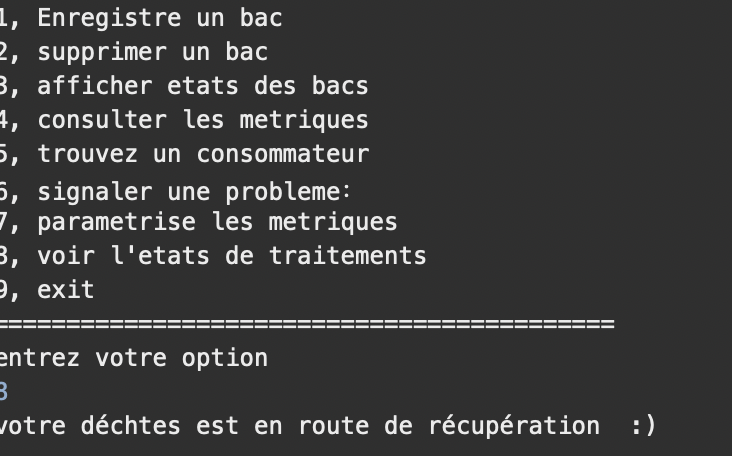 1, Enregistre un bac
2, supprimer un bac
3, afficher etats des bacs
4, consulter les metriques
5, trouvez un consommateur
6, signaler une probleme:
7, parametrise les metriques
8, voir l'etats de traitements
9, exit
===========================================
entrez votre option
8
votre déchtes est en route de récupération  :)